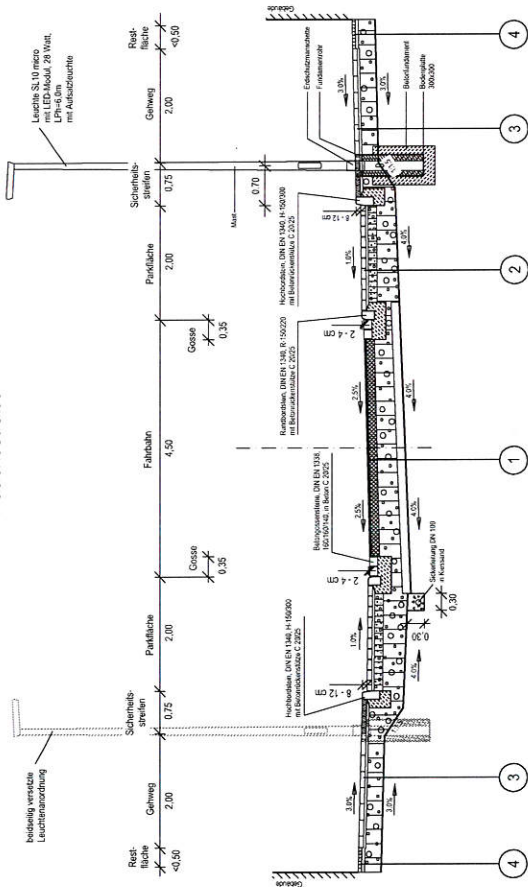 Gebäude
Rest-
fläche
<0,50
Gehweg
2,00
Sicherheits-
streifen
0,75
Parkfläche
2,00
Gosse
0,35
Fahrbahn
4,50
Gosse
0,35
Parkfläche
2,00
Sicherheits-
streifen
0,75
0.70
Gehweg
2,00
Rest-
fläche
<0,50
Gebäude
beidseitig versetzte
Leuchtenanordnung
Leuchte SL10 micro
mit LED-Modul, 28 Watt,
LPh=6,0m
mit Aufsatzleuchte
Mast
Hochbordstein, DIN EN 1340, H-150/300
mit Betonrückenstütze C 20/25
8 - 12 cm
Betongossensteine, DIN EN 1338,
160/160/140, in Beton C 20/25
2 - 4 cm
Rundbordstein, DIN EN 1340, R-150/220
mit Betonrückenstütze C 20/25
2 - 4 cm
Hochbordstein, DIN EN 1340, H-150/300
mit Betonrückenstütze C 20/25
8 - 12 cm
Erdschutzmanschette
Fundamentrohr
Betonfundament
Bodenplatte
300x300
3.0%
3.0%
1.0%
4.0%
2.5%
2.5%
4.0%
4.0%
1.0%
4.0%
3.0%
3.0%
0,30
0,30
Sickerleitung DN 100
in Kiessand
4
3
1
2
3
4